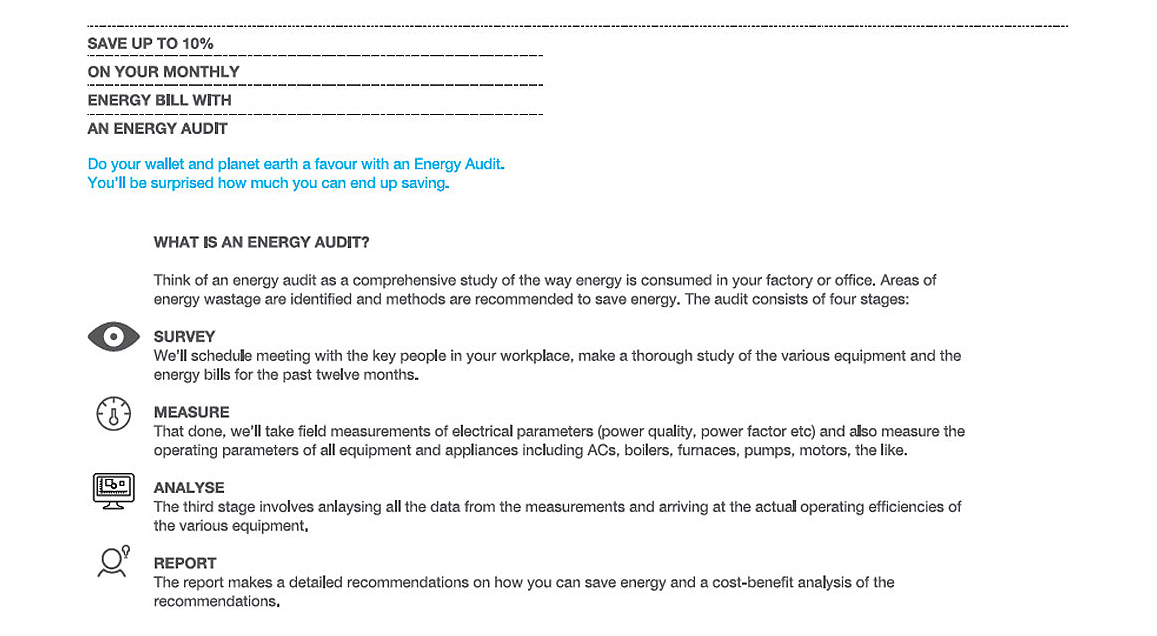 SAVE UP TO 10%
ON YOUR MONTHLY
ENERGY BILL WITH
AN ENERGY AUDIT
Do your wallet and planet earth a favour with an Energy Audit.
You'll be surprised how much you can end up saving.
WHAT IS AN ENERGY AUDIT?
Think of an energy audit as a comprehensive study of the way energy is consumed in your factory or office. Areas of
energy wastage are identified and methods are recommended to save energy. The audit consists of four stages:
SURVEY
We'll schedule meeting with the key people in your workplace, make a thorough study of the various equipment and the
energy bills for the past twelve months.
MEASURE
That done, we'll take field measurements of electrical parameters (power quality, power factor etc) and also measure the
operating parameters of all equipment and appliances including ACs, boilers, furnaces, pumps, motors, the like.
ANALYSE
The third stage involves anlaysing all the data from the measurements and arriving at the actual operating efficiencies of
the various equipment.
REPORT
The report makes a detailed recommendations on how you can save energy and a cost-benefit analysis of the
recommendations.